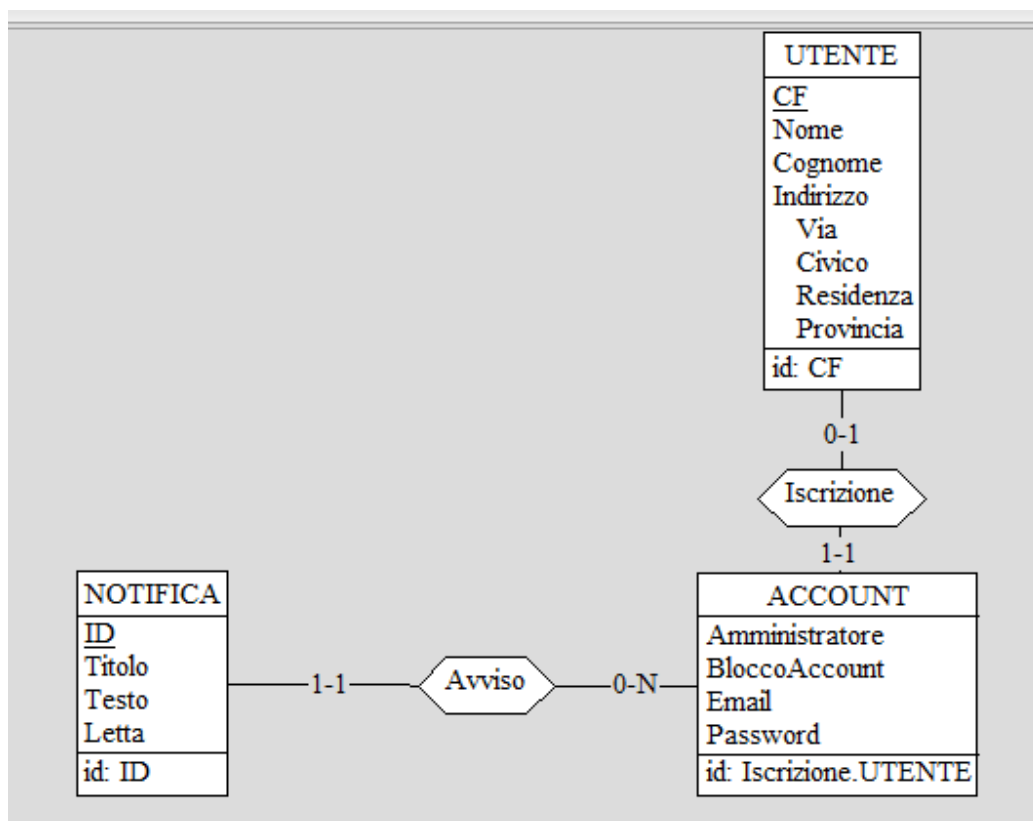 UTENTE
CF
Nome
Cognome
Indirizzo
Via
Civico
Residenza
Provincia
id: CF
0-1
Iscrizione
1-1
NOTIFICA
ID
Titolo
Testo
Letta
id: ID
1-1
Avviso
0-N
ACCOUNT
Amministratore
BloccoAccount
Email
Password
id: Iscrizione.UTENTE